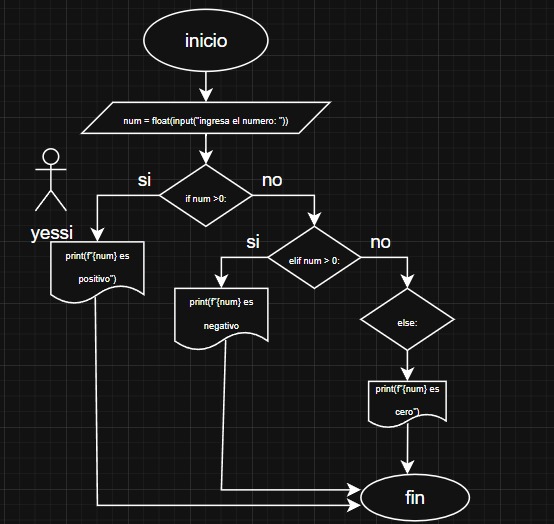 inicio
num = float(input("ingresa el numero: "))
si
no
if num >0:
yessi
print(f"{num} es
positivo")
si
no
elif num > 0:
print(f"{num} es
negativo
else:
print(f"{num} es
cero")
fin